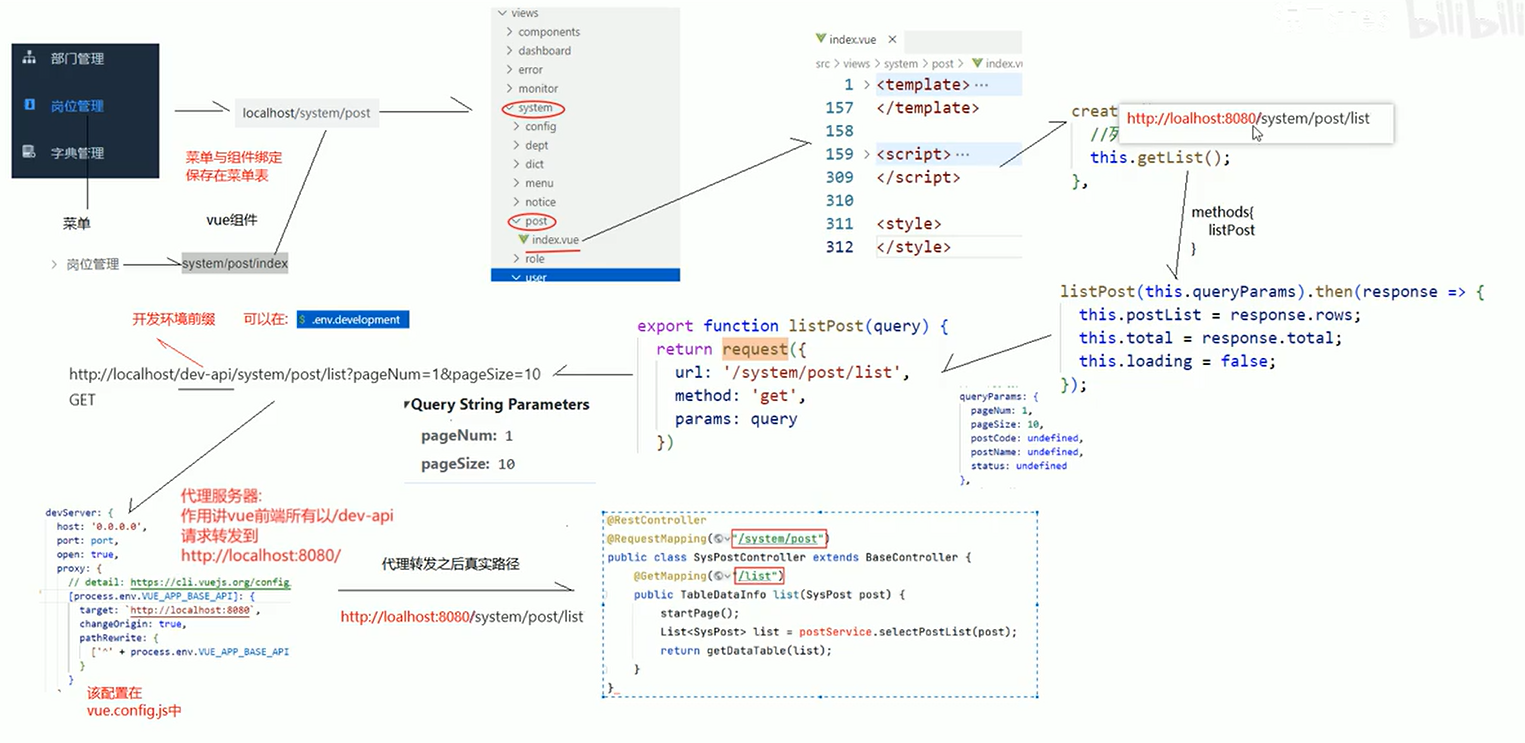 部门管理
岗位管理
字典管理
菜单
localhost/system/post
菜单与组件绑定
保存在菜单表
vue组件
岗位管理
system/post/index
views
components
dashboard
error
monitor
system
config
dept
dict
menu
notice
post
index.vue
role
user
index.vue ×
src > views > system > post > index.vu
1 > <template>…
157 </template>
158
159 > <script>…
309 </script>
310
311 <style>
312 </style>
creat
http://loalhost:8080/system/post/list
//列
this.getList();
},
methods{
listPost
}
listPost(this.queryParams).then(response => {
this.postList = response.rows;
this.total = response.total;
this.loading = false;
});
queryParams: {
pageNum: 1,
pageSize: 10,
postCode: undefined,
postName: undefined,
status: undefined
},
export function listPost(query) {
return request({
url: '/system/post/list',
method: 'get',
params: query
})
开发环境前缀 可以在: $ .env.development
http://localhost/dev-api/system/post/list?pageNum=1&pageSize=10
GET
▾Query String Parameters
pageNum: 1
pageSize: 10
devServer: {
host: '0.0.0.0',
port: port,
open: true,
proxy: {
// detail: https://cli.vuejs.org/config
[process.env.VUE_APP_BASE_API]: {
target: `http://localhost:8080`,
changeOrigin: true,
pathRewrite: {
['^' + process.env.VUE_APP_BASE_API
}
}
该配置在
vue.config.js中
代理服务器:
作用讲vue前端所有以/dev-api
请求转发到
http://localhost:8080/
代理转发之后真实路径
http://loalhost:8080/system/post/list
@RestController
@RequestMapping("/system/post")
public class SysPostController extends BaseController {
@GetMapping("/list")
public TableDataInfo list(SysPost post) {
startPage();
List<SysPost> list = postService.selectPostList(post);
return getDataTable(list);
}
}_
bilibili